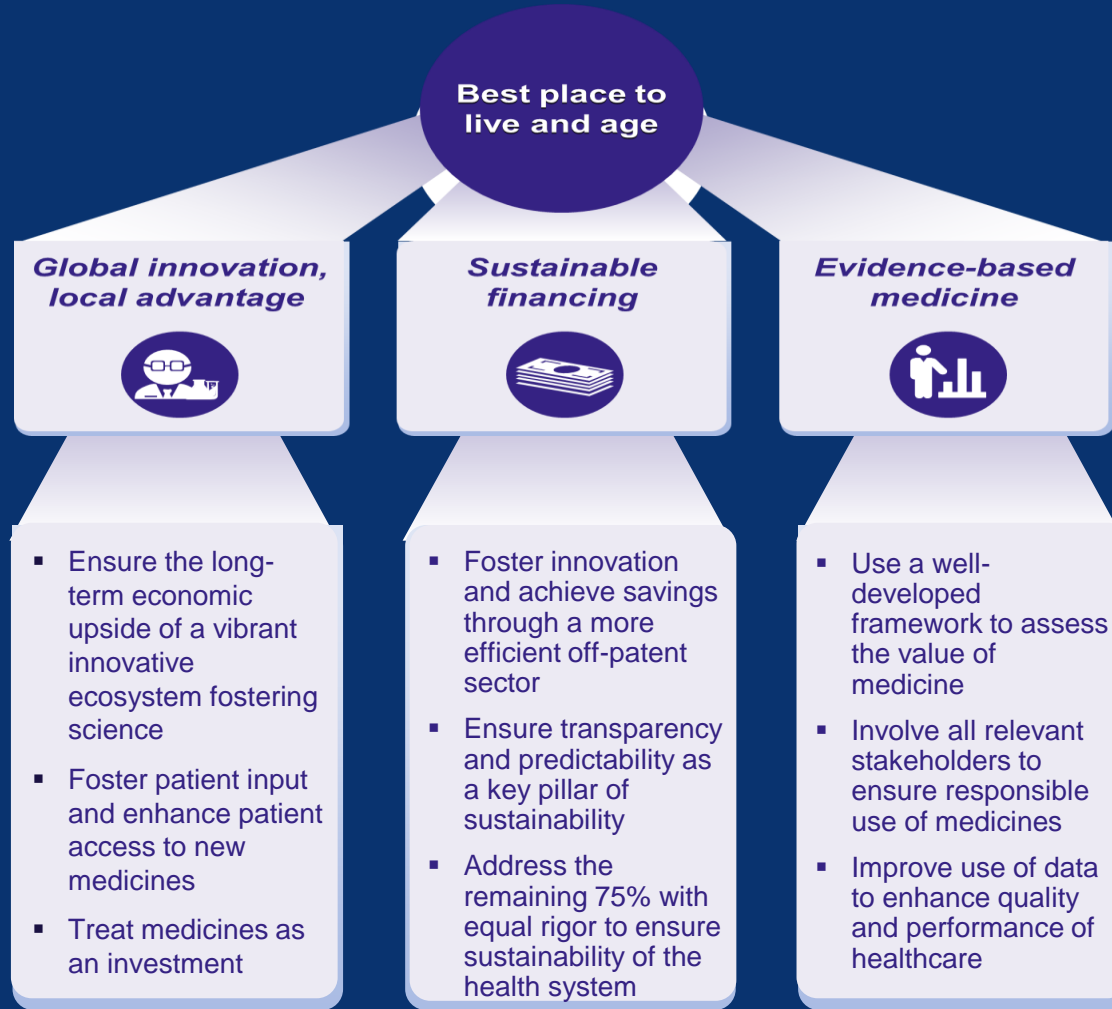 Best place to
live and age
Global innovation,
local advantage
Sustainable
financing
Evidence-based
medicine
▪ Ensure the long-
term economic
upside of a vibrant
innovative
ecosystem fostering
science
▪ Foster patient input
and enhance patient
access to new
medicines
▪ Treat medicines as
an investment
▪ Foster innovation
and achieve savings
through a more
efficient off-patent
sector
▪ Ensure transparency
and predictability as
a key pillar of
sustainability
▪ Address the
remaining 75% with
equal rigor to ensure
sustainability of the
health system
▪ Use a well-
developed
framework to assess
the value of
medicine
▪ Involve all relevant
stakeholders to
ensure responsible
use of medicines
▪ Improve use of data
to enhance quality
and performance of
healthcare